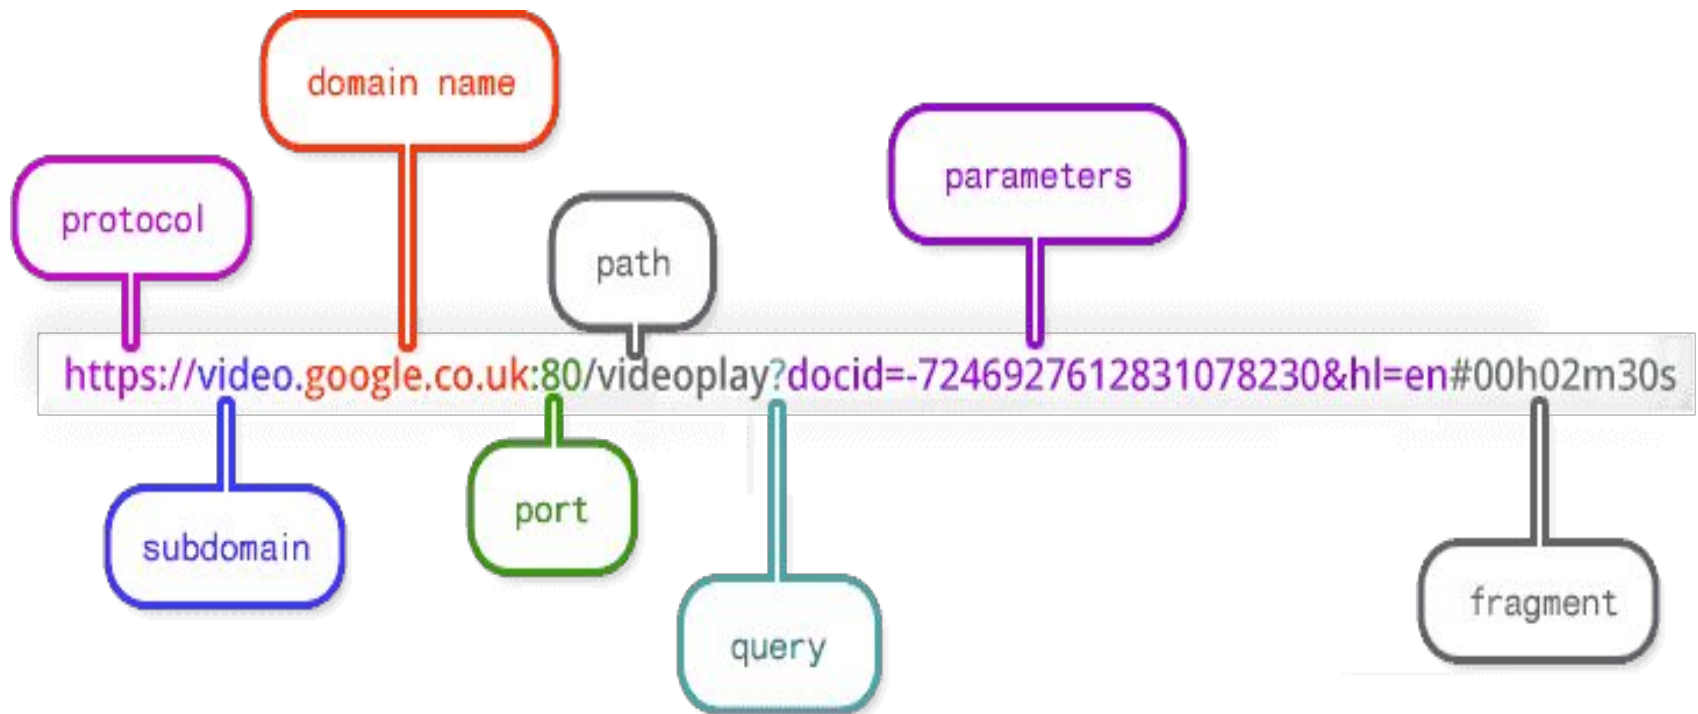 domain name
protocol
path
parameters
https://video.google.co.uk:80/videoplay?docid=-7246927612831078230&hl=en#00h02m30s
subdomain
port
query
fragment